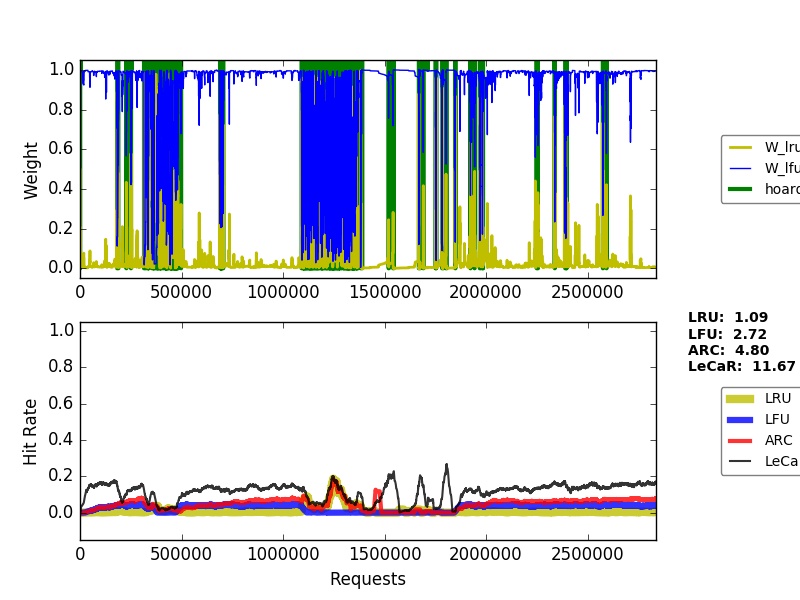 1.0
0.8
0.6
0.4
0.2
0.0
Weight
0 500000 1000000 1500000 2000000 2500000
W_lru
W_lfu
hoard
1.0
0.8
0.6
0.4
0.2
0.0
Hit Rate
0 500000 1000000 1500000 2000000 2500000
Requests
LRU: 1.09
LFU: 2.72
ARC: 4.80
LeCaR: 11.67
LRU
LFU
ARC
LeCa